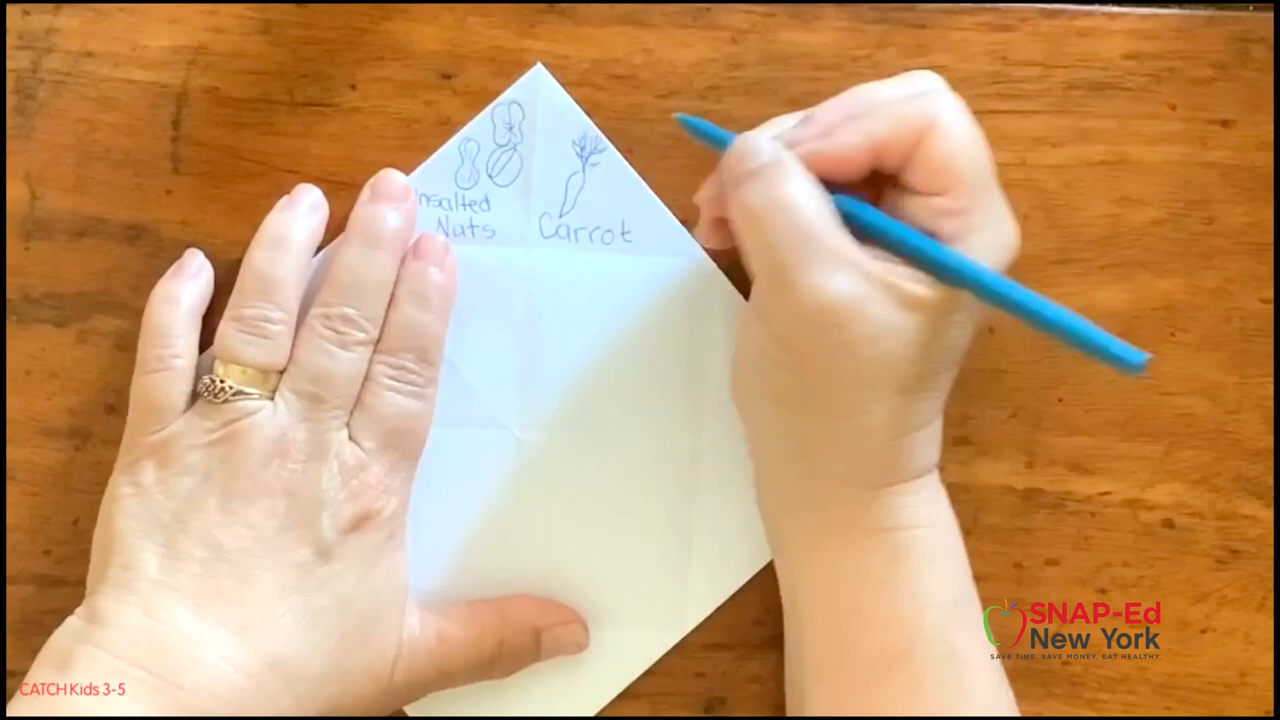 nsalted
Nuts
Carrot
SNAP-Ed
New York
SAVE TIME. SAVE MONEY. EAT HEALTHY.
CATCH Kids 3-5